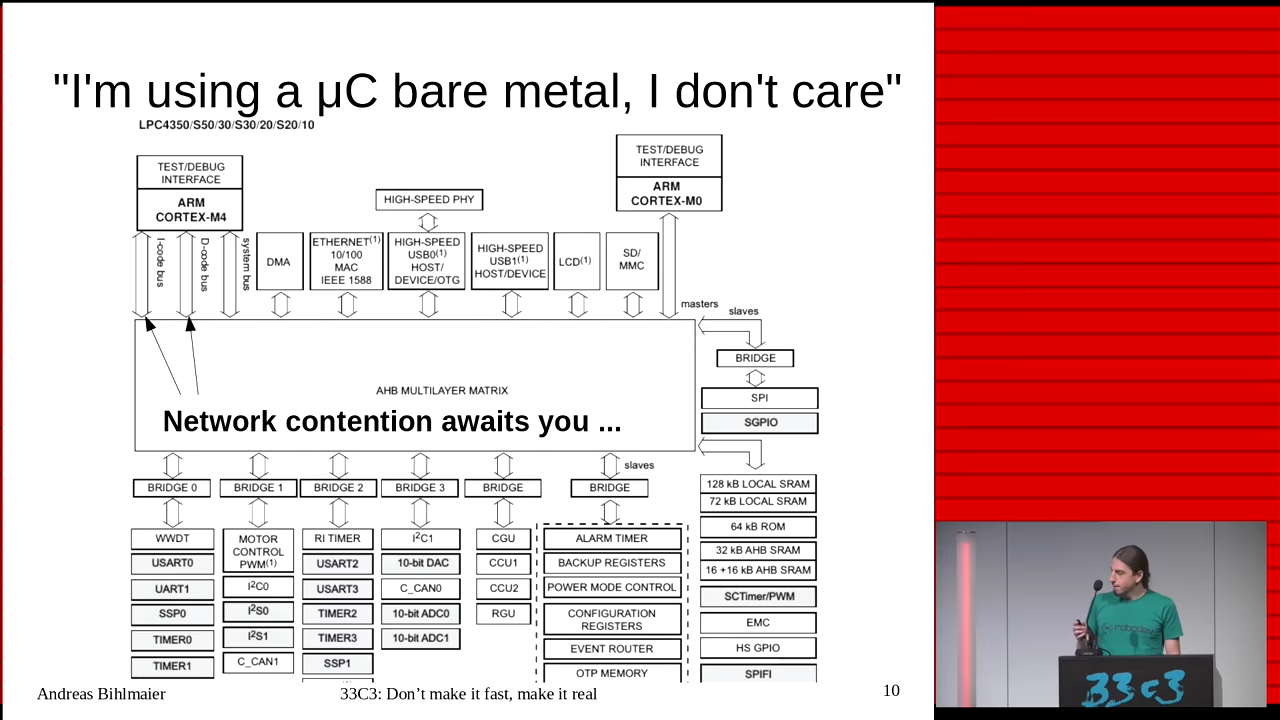 "I'm using a μC bare metal, I don't care"
LPC4350/S50/30/S30/20/S20/10
TEST/DEBUG
INTERFACE
ARM
CORTEX-M4
HIGH-SPEED PHY
TEST/DEBUG
INTERFACE
ARM
CORTEX-M0
I-code bus
D-code bus
system bus
DMA
ETHERNET(1)
10/100
MAC
IEEE 1588
HIGH-SPEED
USB0(1)
HOST/
DEVICE/OTG
HIGH-SPEED
USB1(1)
HOST/DEVICE
LCD(1)
SD/
MMC
masters
slaves
BRIDGE
SPI
SGPIO
AHB MULTILAYER MATRIX
Network contention awaits you ...
slaves
BRIDGE 0
BRIDGE 1
BRIDGE 2
BRIDGE 3
BRIDGE
BRIDGE
WWDT
USART0
UART1
SSP0
TIMER0
TIMER1
MOTOR
CONTROL
PWM(1)
I2C0
I2S0
I2S1
C_CAN1
RI TIMER
USART2
USART3
TIMER2
TIMER3
SSP1
I2C1
10-bit DAC
C_CAN0
10-bit ADC0
10-bit ADC1
CGU
CCU1
CCU2
RGU
ALARM TIMER
BACKUP REGISTERS
POWER MODE CONTROL
CONFIGURATION
REGISTERS
EVENT ROUTER
OTP MEMORY
128 kB LOCAL SRAM
72 kB LOCAL SRAM
64 kB ROM
32 kB AHB SRAM
16 +16 kB AHB SRAM
SCTimer/PWM
EMC
HS GPIO
SPIFI
Andreas Bihlmaier
33C3: Don't make it fast, make it real
10
33c3